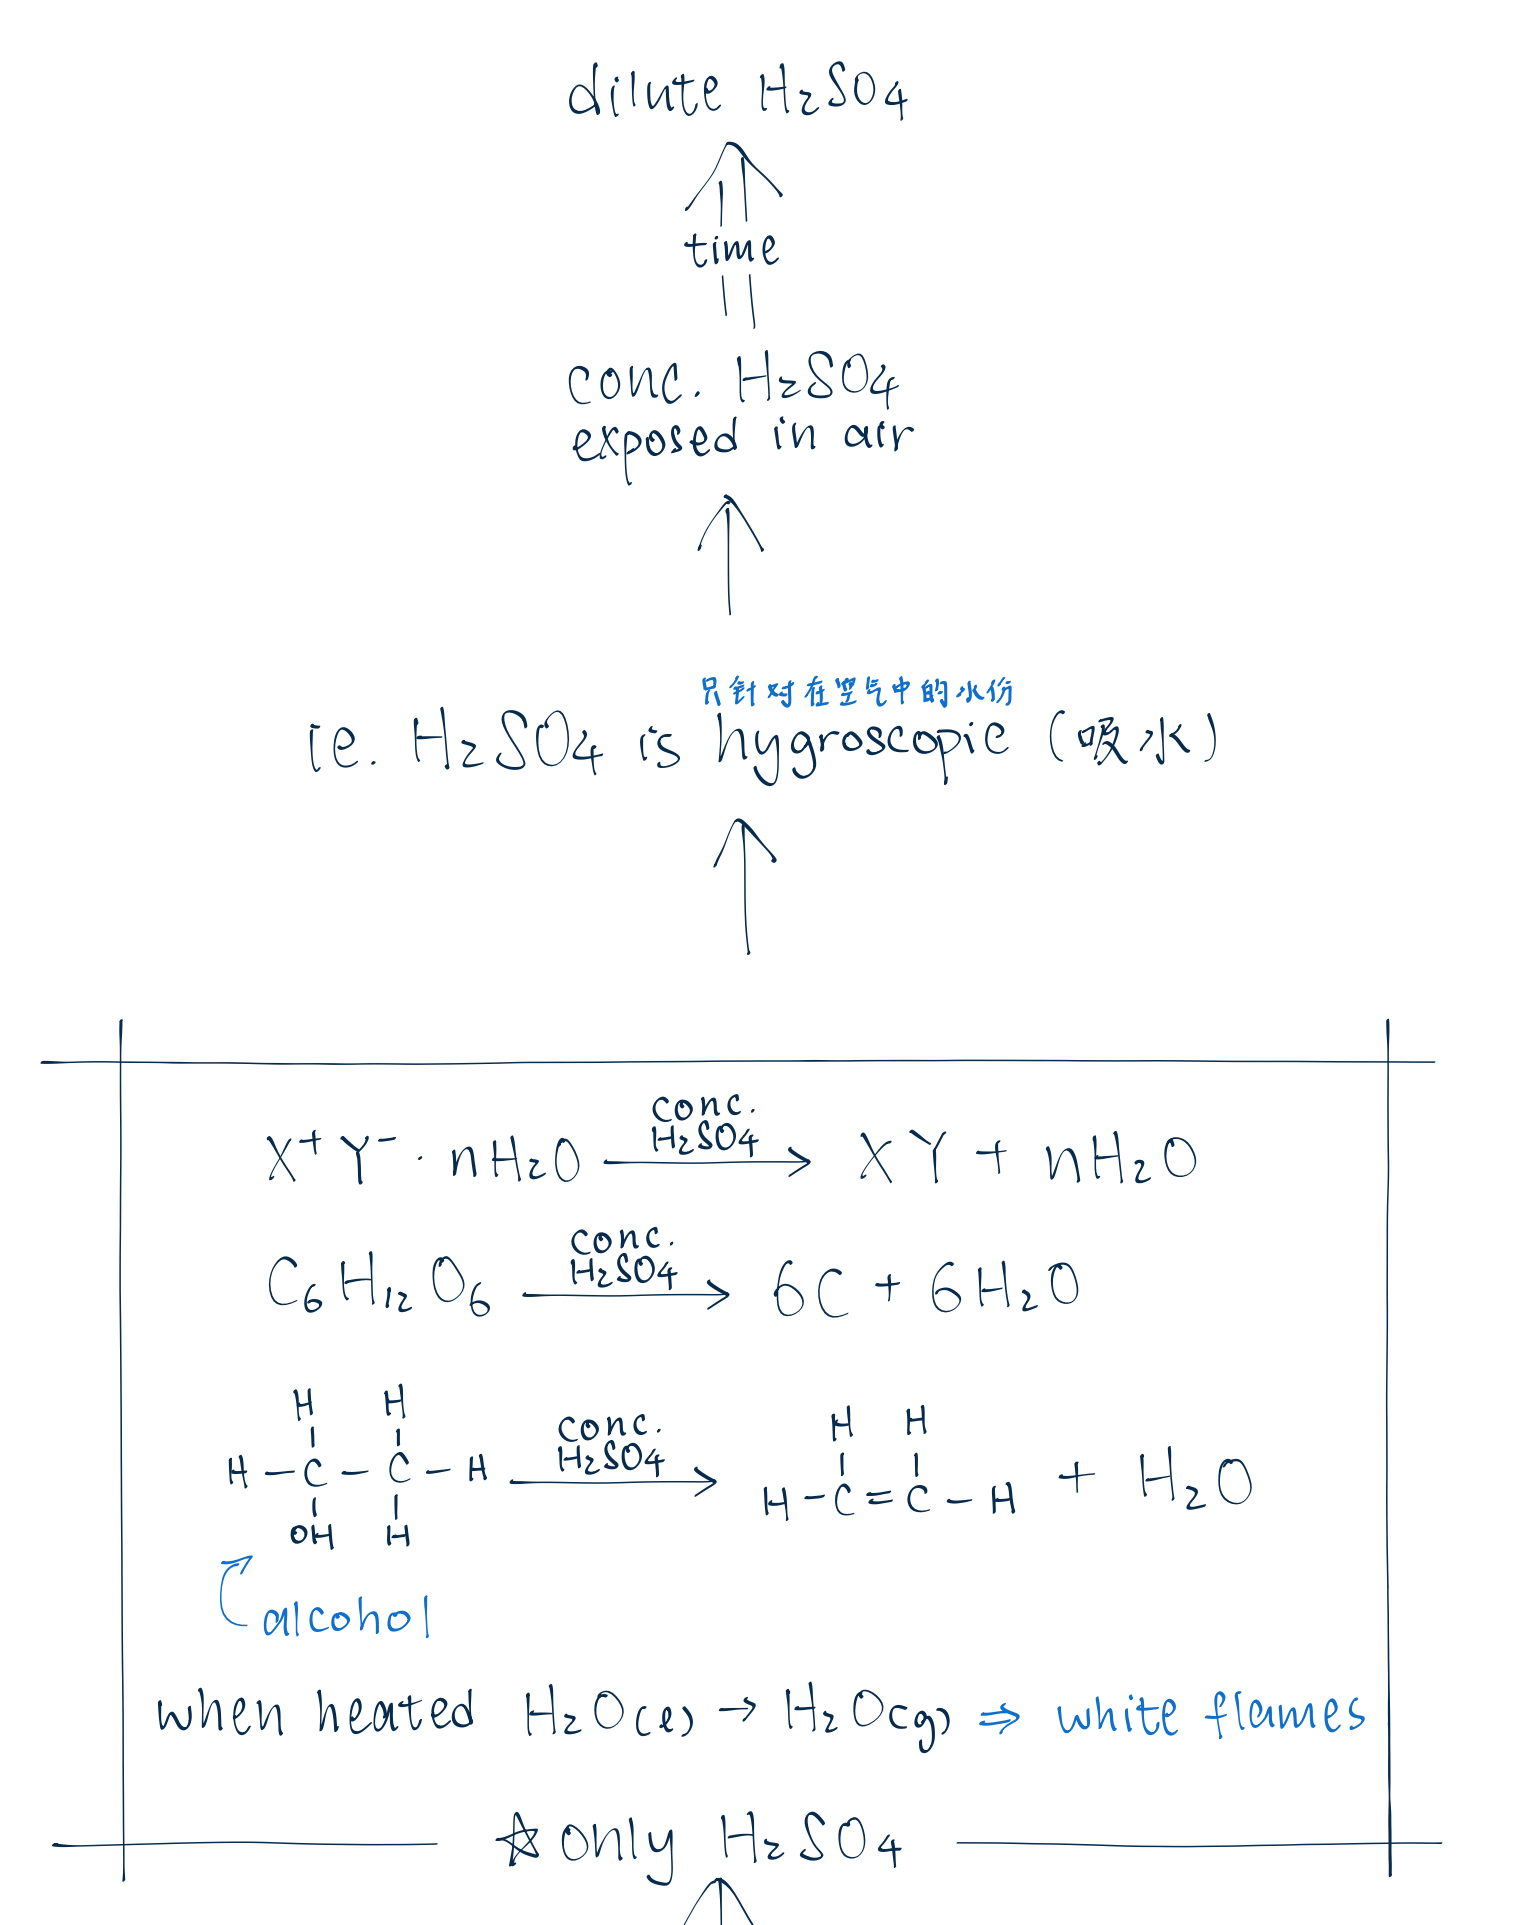 dilute H₂SO₄
time
conc. H₂SO₄
exposed in air
只针对在空气中的水份
ie. H₂SO₄ is hygroscopic (吸水)
conc.
H₂SO₄
X⁺ Y⁻ · nH₂O → XY + nH₂O
conc.
H₂SO₄
C₆H₁₂O₆ → 6C + 6H₂O
H H
H – C – C – H
OH H
conc.
H₂SO₄
→
H H
H – C = C – H + H₂O
alcohol
when heated H₂O(ℓ) → H₂O(g) ⇒ white flames
☆ only H₂SO₄